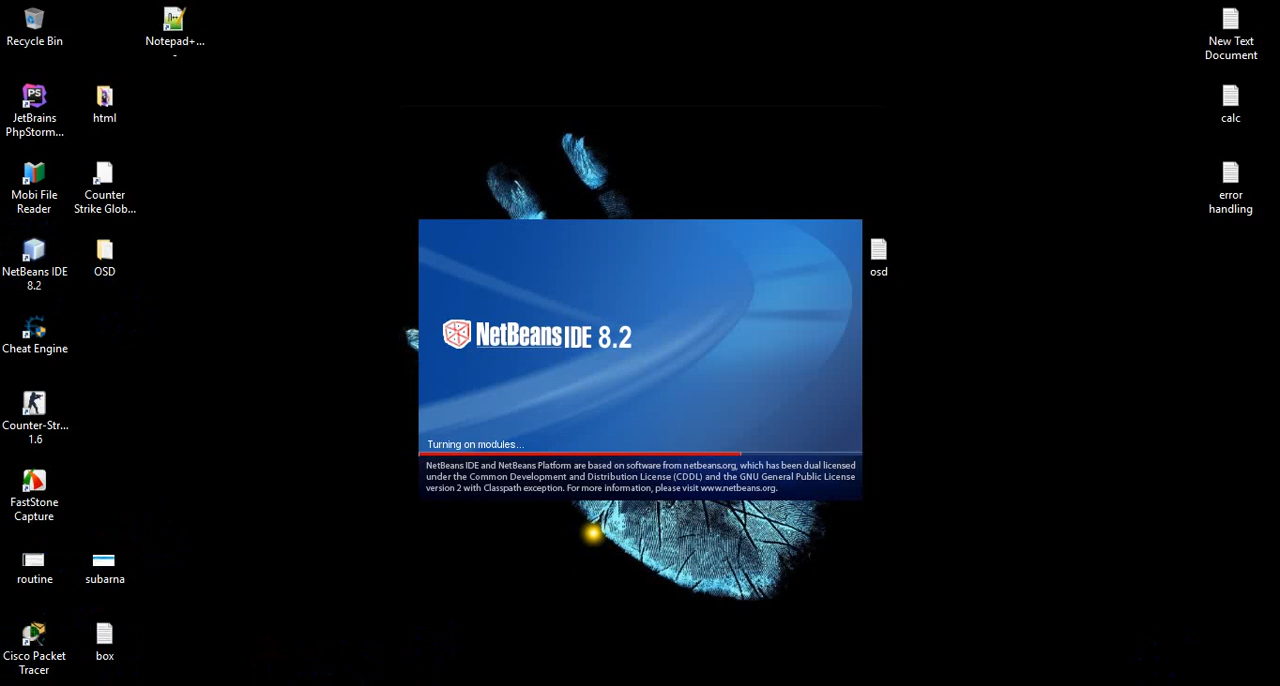 Recycle Bin
Notepad+...
-
JetBrains
PhpStorm...
html
Mobi File
Reader
Counter
Strike Glob...
NetBeans IDE
8.2
OSD
Cheat Engine
Counter-Str...
1.6
FastStone
Capture
routine
subarna
Cisco Packet
Tracer
box
NetBeans IDE 8.2
Turning on modules...
NetBeans IDE and NetBeans Platform are based on software from netbeans.org, which has been dual licensed
under the Common Development and Distribution License (CDDL) and the GNU General Public License
version 2 with Classpath exception. For more information, please visit www.netbeans.org.
osd
New Text
Document
calc
error
handling
PS